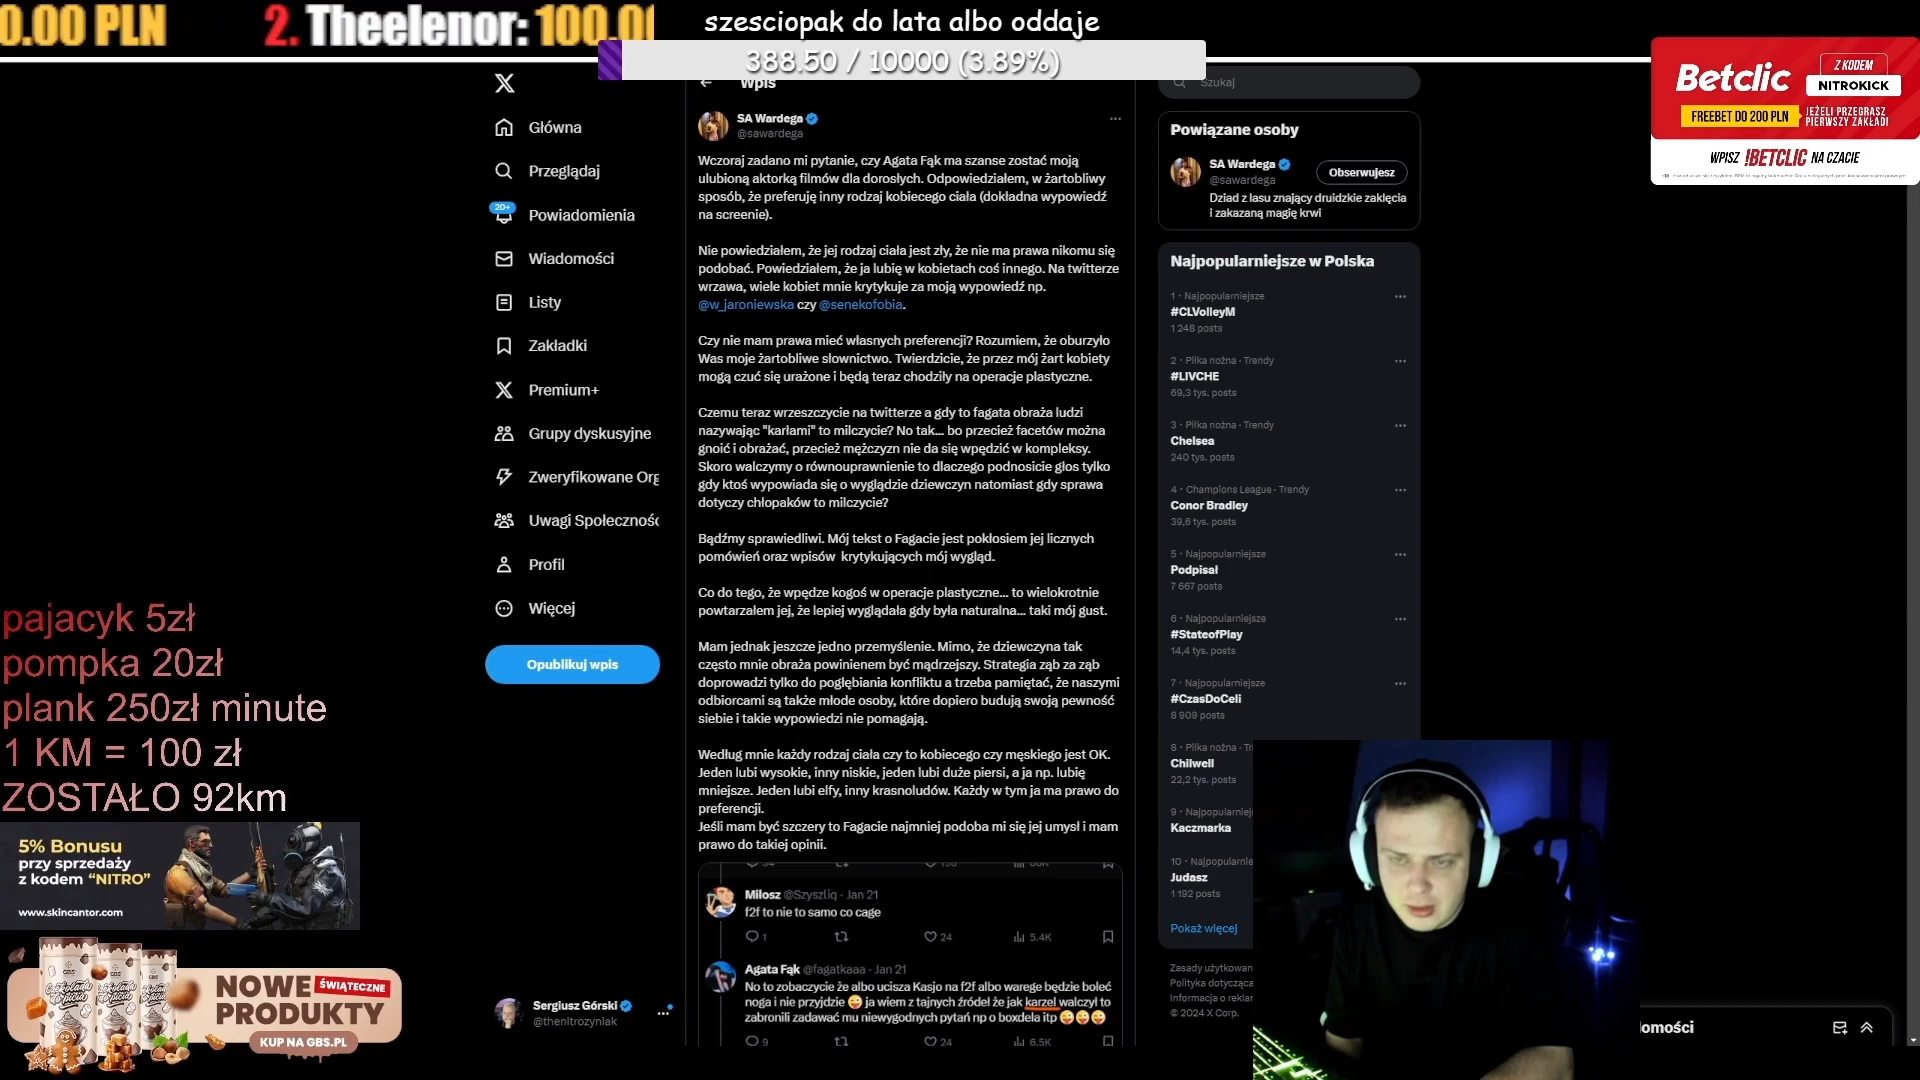 0.00 PLN
2. Theelenor: 100.0
szesciopak do lata albo oddaje
388.50 / 10000 (3.89%)
Betclic
Z KODEM
NITROKICK
FREEBET DO 200 PLN
JEŻELI PRZEGRASZ
PIERWSZY ZAKŁAD!
WPISZ !BETCLIC NA CZACIE
Główna
Przeglądaj
20+
Powiadomienia
Wiadomości
Listy
Zakładki
Premium+
Grupy dyskusyjne
Zweryfikowane Org
Uwagi Społecznośc
Profil
Więcej
Opublikuj wpis
Sergiusz Górski
@thenitrozyniak
Wpis
SA Wardega
@sawardega
Wczoraj zadano mi pytanie, czy Agata Fąk ma szanse zostać moją
ulubioną aktorką filmów dla dorosłych. Odpowiedziałem, w żartobliwy
sposób, że preferuję inny rodzaj kobiecego ciała (dokładna wypowiedź
na screenie).
Nie powiedziałem, że jej rodzaj ciała jest zły, że nie ma prawa nikomu się
podobać. Powiedzialem, że ja lubię w kobietach coś innego. Na twitterze
wrzawa, wiele kobiet mnie krytykuje za moją wypowiedź np.
@w_jaroniewska czy @senekofobia.
Czy nie mam prawa mieć własnych preferencji? Rozumiem, że oburzyło
Was moje żartobliwe słownictwo. Twierdzicie, że przez mój żart kobiety
mogą czuć się urażone i będą teraz chodziły na operacje plastyczne.
Czemu teraz wrzeszczycie na twitterze a gdy to fagata obraża ludzi
nazywając "karłami" to milczycie? No tak... bo przecież facetów można
gnoić i obrażać, przecież mężczyzn nie da się wpędzić w kompleksy.
Skoro walczymy o równouprawnienie to dlaczego podnosicie głos tylko
gdy ktoś wypowiada się o wyglądzie dziewczyn natomiast gdy sprawa
dotyczy chłopaków to milczycie?
Bądźmy sprawiedliwi. Mój tekst o Fagacie jest pokłosiem jej licznych
pomówień oraz wpisów krytykujących mój wygląd.
Co do tego, że wpędze kogoś w operacje plastyczne... to wielokrotnie
powtarzałem jej, że lepiej wyglądała gdy była naturalna... taki mój gust.
Mam jednak jeszcze jedno przemyślenie. Mimo, że dziewczyna tak
często mnie obraża powinienem być mądrzejszy. Strategia ząb za ząb
doprowadzi tylko do pogłębiania konfliktu a trzeba pamiętać, że naszymi
odbiorcami są także młode osoby, które dopiero budują swoją pewność
siebie i takie wypowiedzi nie pomagają.
Według mnie każdy rodzaj ciała czy to kobiecego czy męskiego jest OK.
Jeden lubi wysokie, inny niskie, jeden lubi duże piersi, a ja np. lubię
mniejsze. Jeden lubi elfy, inny krasnoludów. Każdy w tym ja ma prawo do
preferencji.
Jeśli mam być szczery to Fagacie najmniej podoba mi się jej umysł i mam
prawo do takiej opinii.
Miłosz @Szyszliq · Jan 21
f2f to nie to samo co cage
1 24 5.4K
Agata Fąk @fagatkaaa · Jan 21
No to zobaczycie że albo ucisza Kasjo na f2f albo warege będzie boleć
noga i nie przyjdzie ja wiem z tajnych źródeł że jak karzel walczył to
zabronili zadawać mu niewygodnych pytań np o boxdela itp
9 24 6.5K
Szukaj
Powiązane osoby
SA Wardega
@sawardega
Obserwujesz
Dziad z lasu znający druidzkie zaklęcia
i zakazaną magię krwi
Najpopularniejsze w Polska
1 · Najpopularniejsze
#CLVolleyM
1 248 posts
2 · Piłka nożna · Trendy
#LIVCHE
69,3 tys. posts
3 · Piłka nożna · Trendy
Chelsea
240 tys. posts
4 · Champions League · Trendy
Conor Bradley
39,6 tys. posts
5 · Najpopularniejsze
Podpisał
7 667 posts
6 · Najpopularniejsze
#StateofPlay
14,4 tys. posts
7 · Najpopularniejsze
#CzasDoCeli
8 909 posts
8 · Piłka nożna · Tr
Chilwell
22,2 tys. posts
9 · Najpopularniejs
Kaczmarka
10 · Najpopularnie
Judasz
1 192 posts
Pokaż więcej
Zasady użytkowan
Polityka dotycząca
Informacja o reklar
© 2024 X Corp.
omości
pajacyk 5zł
pompka 20zł
plank 250zł minute
1 KM = 100 zł
ZOSTAŁO 92km
5% Bonusu
przy sprzedaży
z kodem "NITRO"
www.skincantor.com
GBS
NOWE
ŚWIĄTECZNE
PRODUKTY
KUP NA GBS.PL